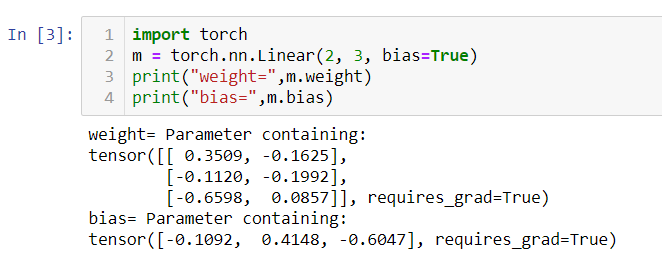 In [3]:
1 import torch
2 m = torch.nn.Linear(2, 3, bias=True)
3 print("weight=",m.weight)
4 print("bias=",m.bias)
weight= Parameter containing:
tensor([[ 0.3509, -0.1625],
        [-0.1120, -0.1992],
        [-0.6598,  0.0857]], requires_grad=True)
bias= Parameter containing:
tensor([-0.1092,  0.4148, -0.6047], requires_grad=True)